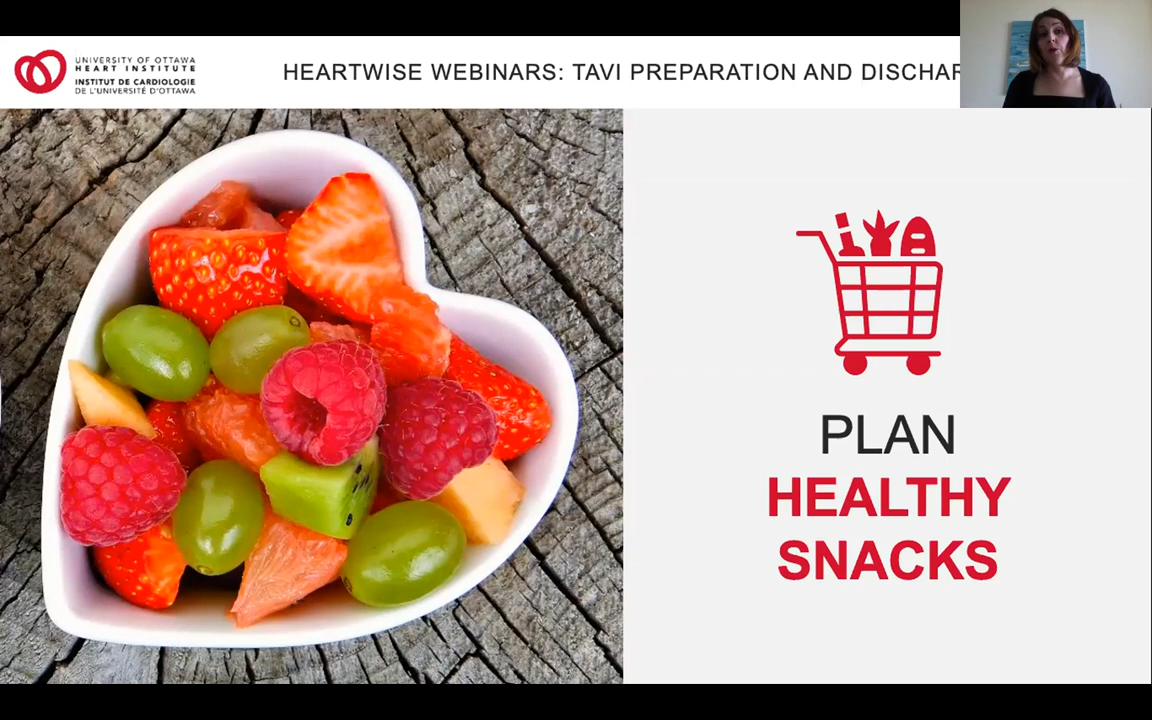 UNIVERSITY OF OTTAWA
HEART INSTITUTE
INSTITUT DE CARDIOLOGIE
DE L'UNIVERSITÉ D'OTTAWA
HEARTWISE WEBINARS: TAVI PREPARATION AND DISCHAR
PLAN
HEALTHY
SNACKS